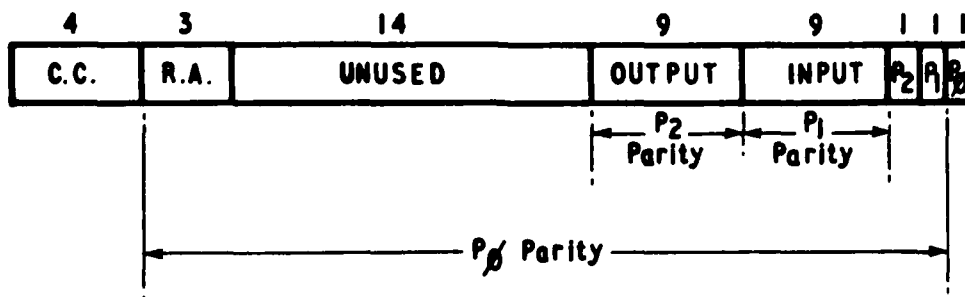 4 3 14 9 9 1 1 1
C.C. R.A. UNUSED OUTPUT INPUT P2 P1 PØ
P2 Parity P1 Parity
PØ Parity